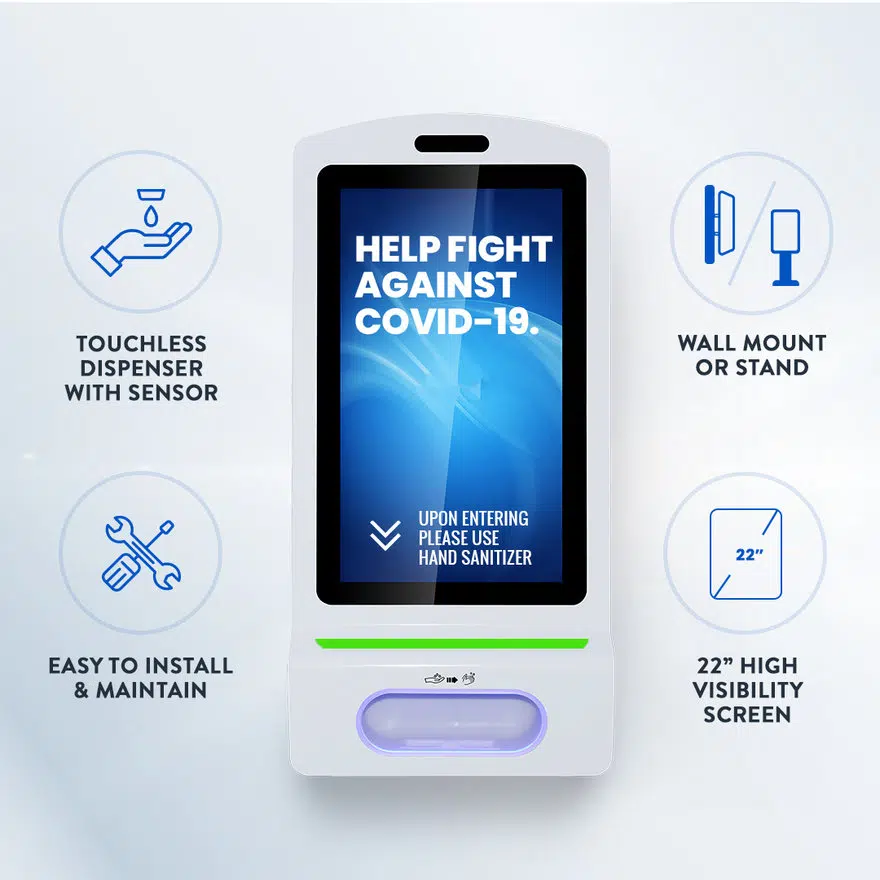 HELP FIGHT
AGAINST
COVID-19.
UPON ENTERING
PLEASE USE
HAND SANITIZER
TOUCHLESS
DISPENSER
WITH SENSOR
WALL MOUNT
OR STAND
EASY TO INSTALL
& MAINTAIN
22”
22” HIGH
VISIBILITY
SCREEN